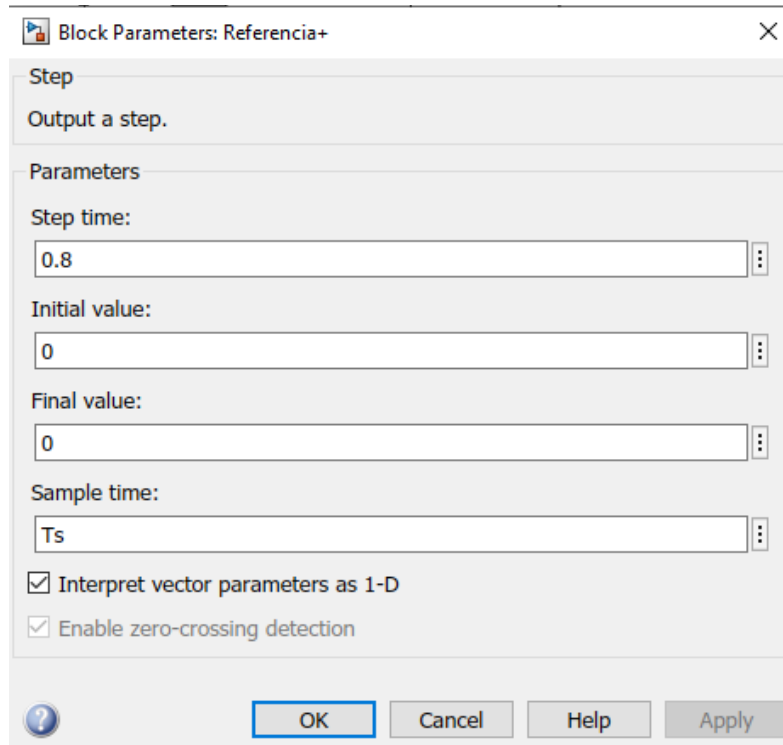 Block Parameters: Referencia+
Step
Output a step.
Parameters
Step time:
0.8
Initial value:
0
Final value:
0
Sample time:
Ts
Interpret vector parameters as 1-D
Enable zero-crossing detection
? OK Cancel Help Apply